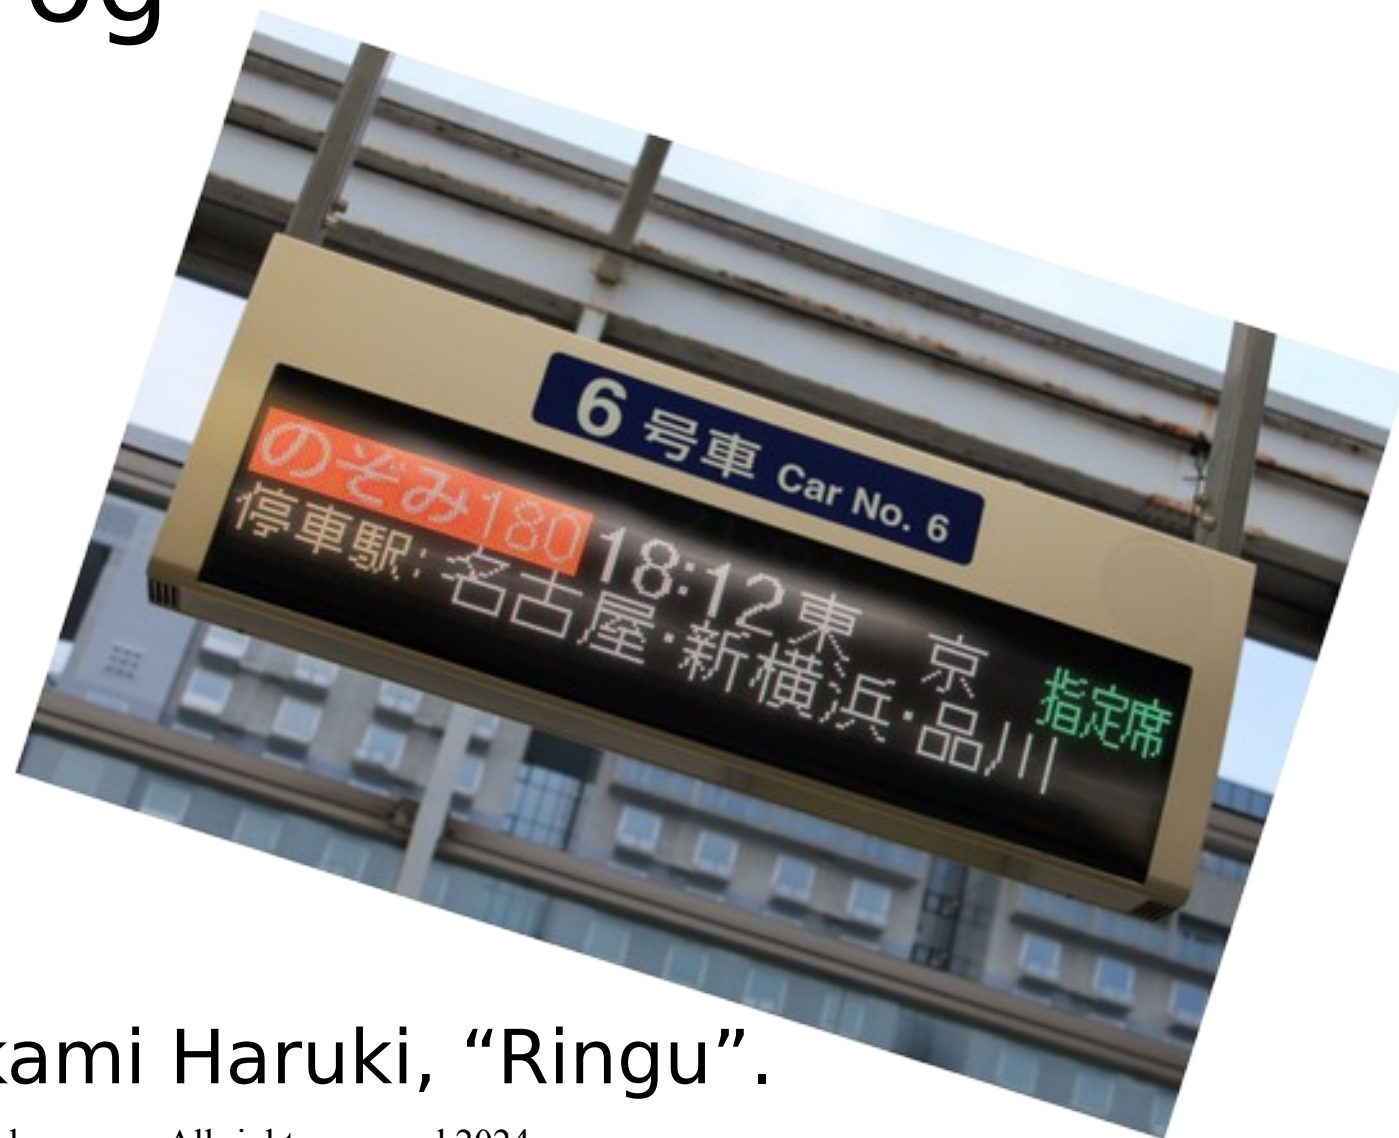 og
6 号車 Car No. 6
のぞみ180 18:12 東 京
停車駅: 名古屋・新横浜・品川 指定席
kami Haruki, “Ringu”.